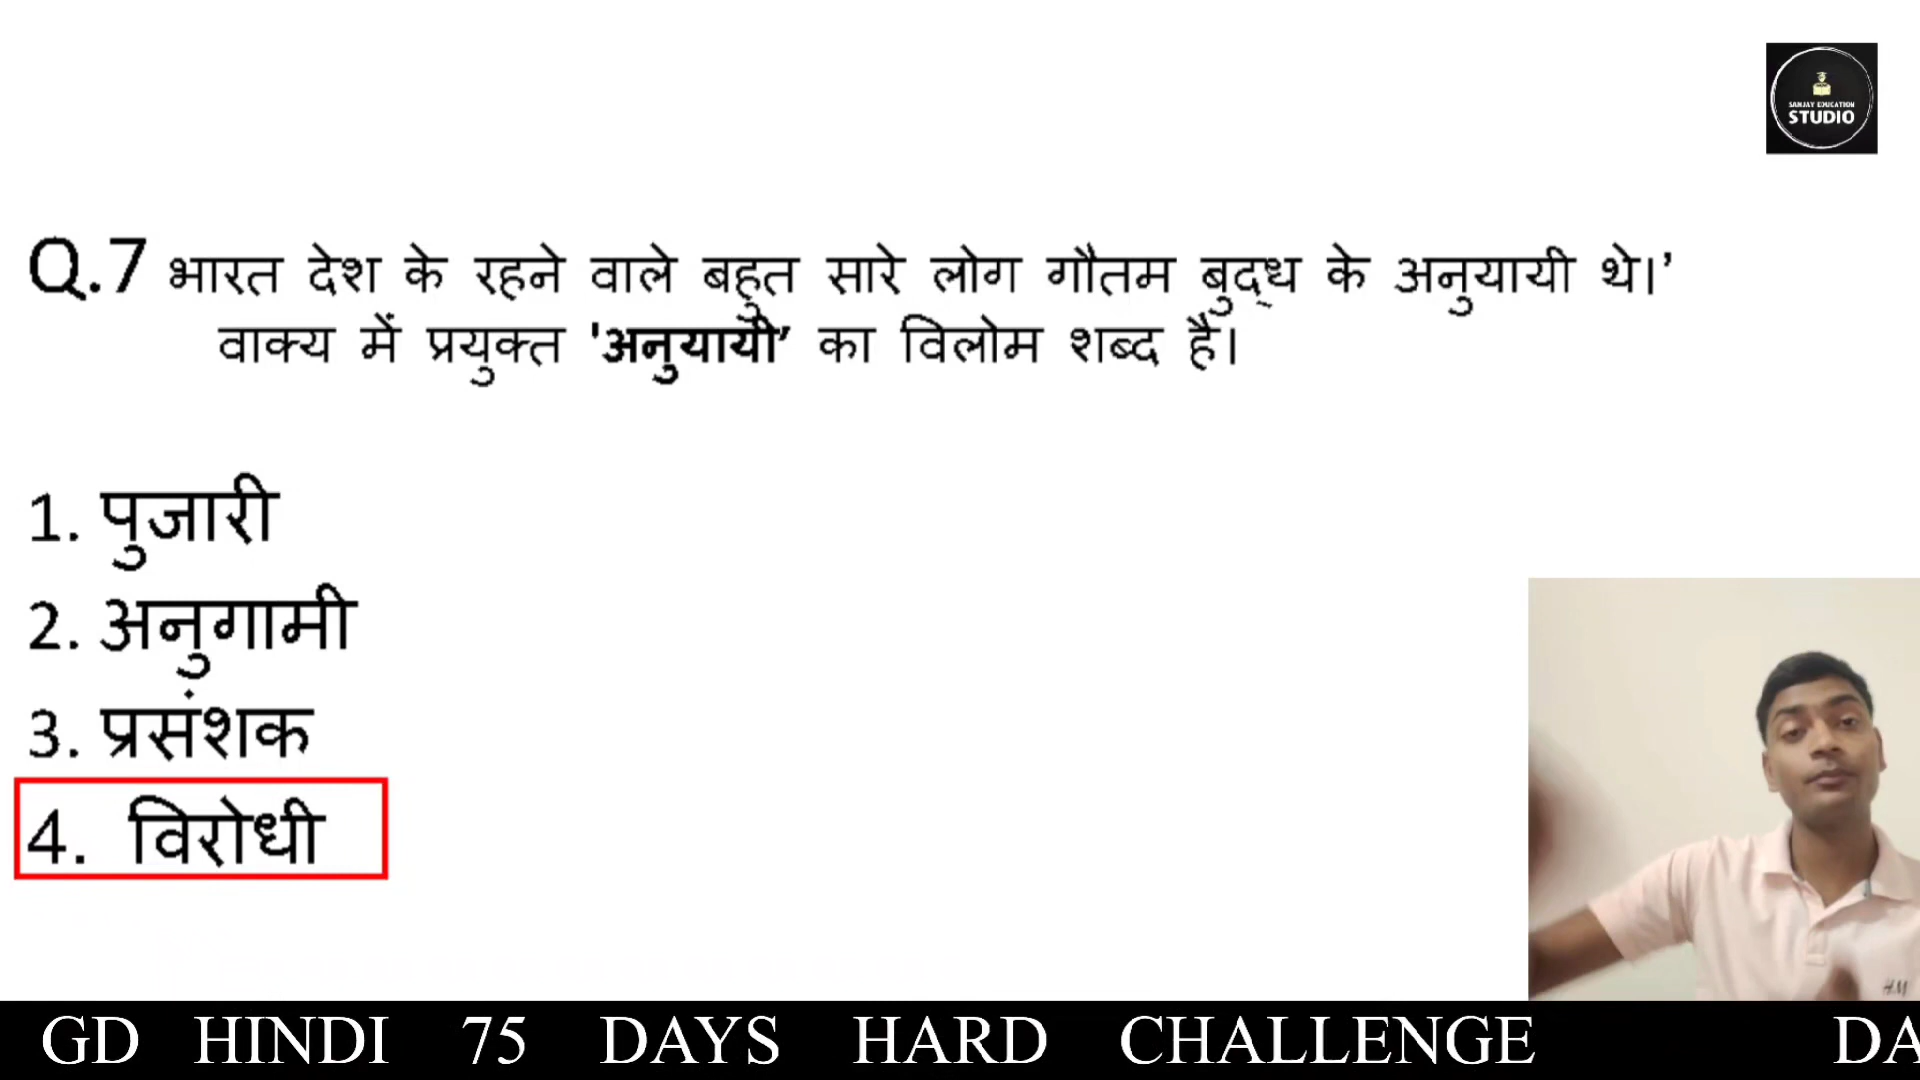 SANJAY EDUCATION
STUDIO
Q.7 भारत देश के रहने वाले बहुत सारे लोग गौतम बुद्ध के अनुयायी थे।’
वाक्य में प्रयुक्त 'अनुयायी’ का विलोम शब्द है।
1. पुजारी
2. अनुगामी
3. प्रसंशक
4. विरोधी
H.M
GD HINDI 75 DAYS HARD CHALLENGE DA